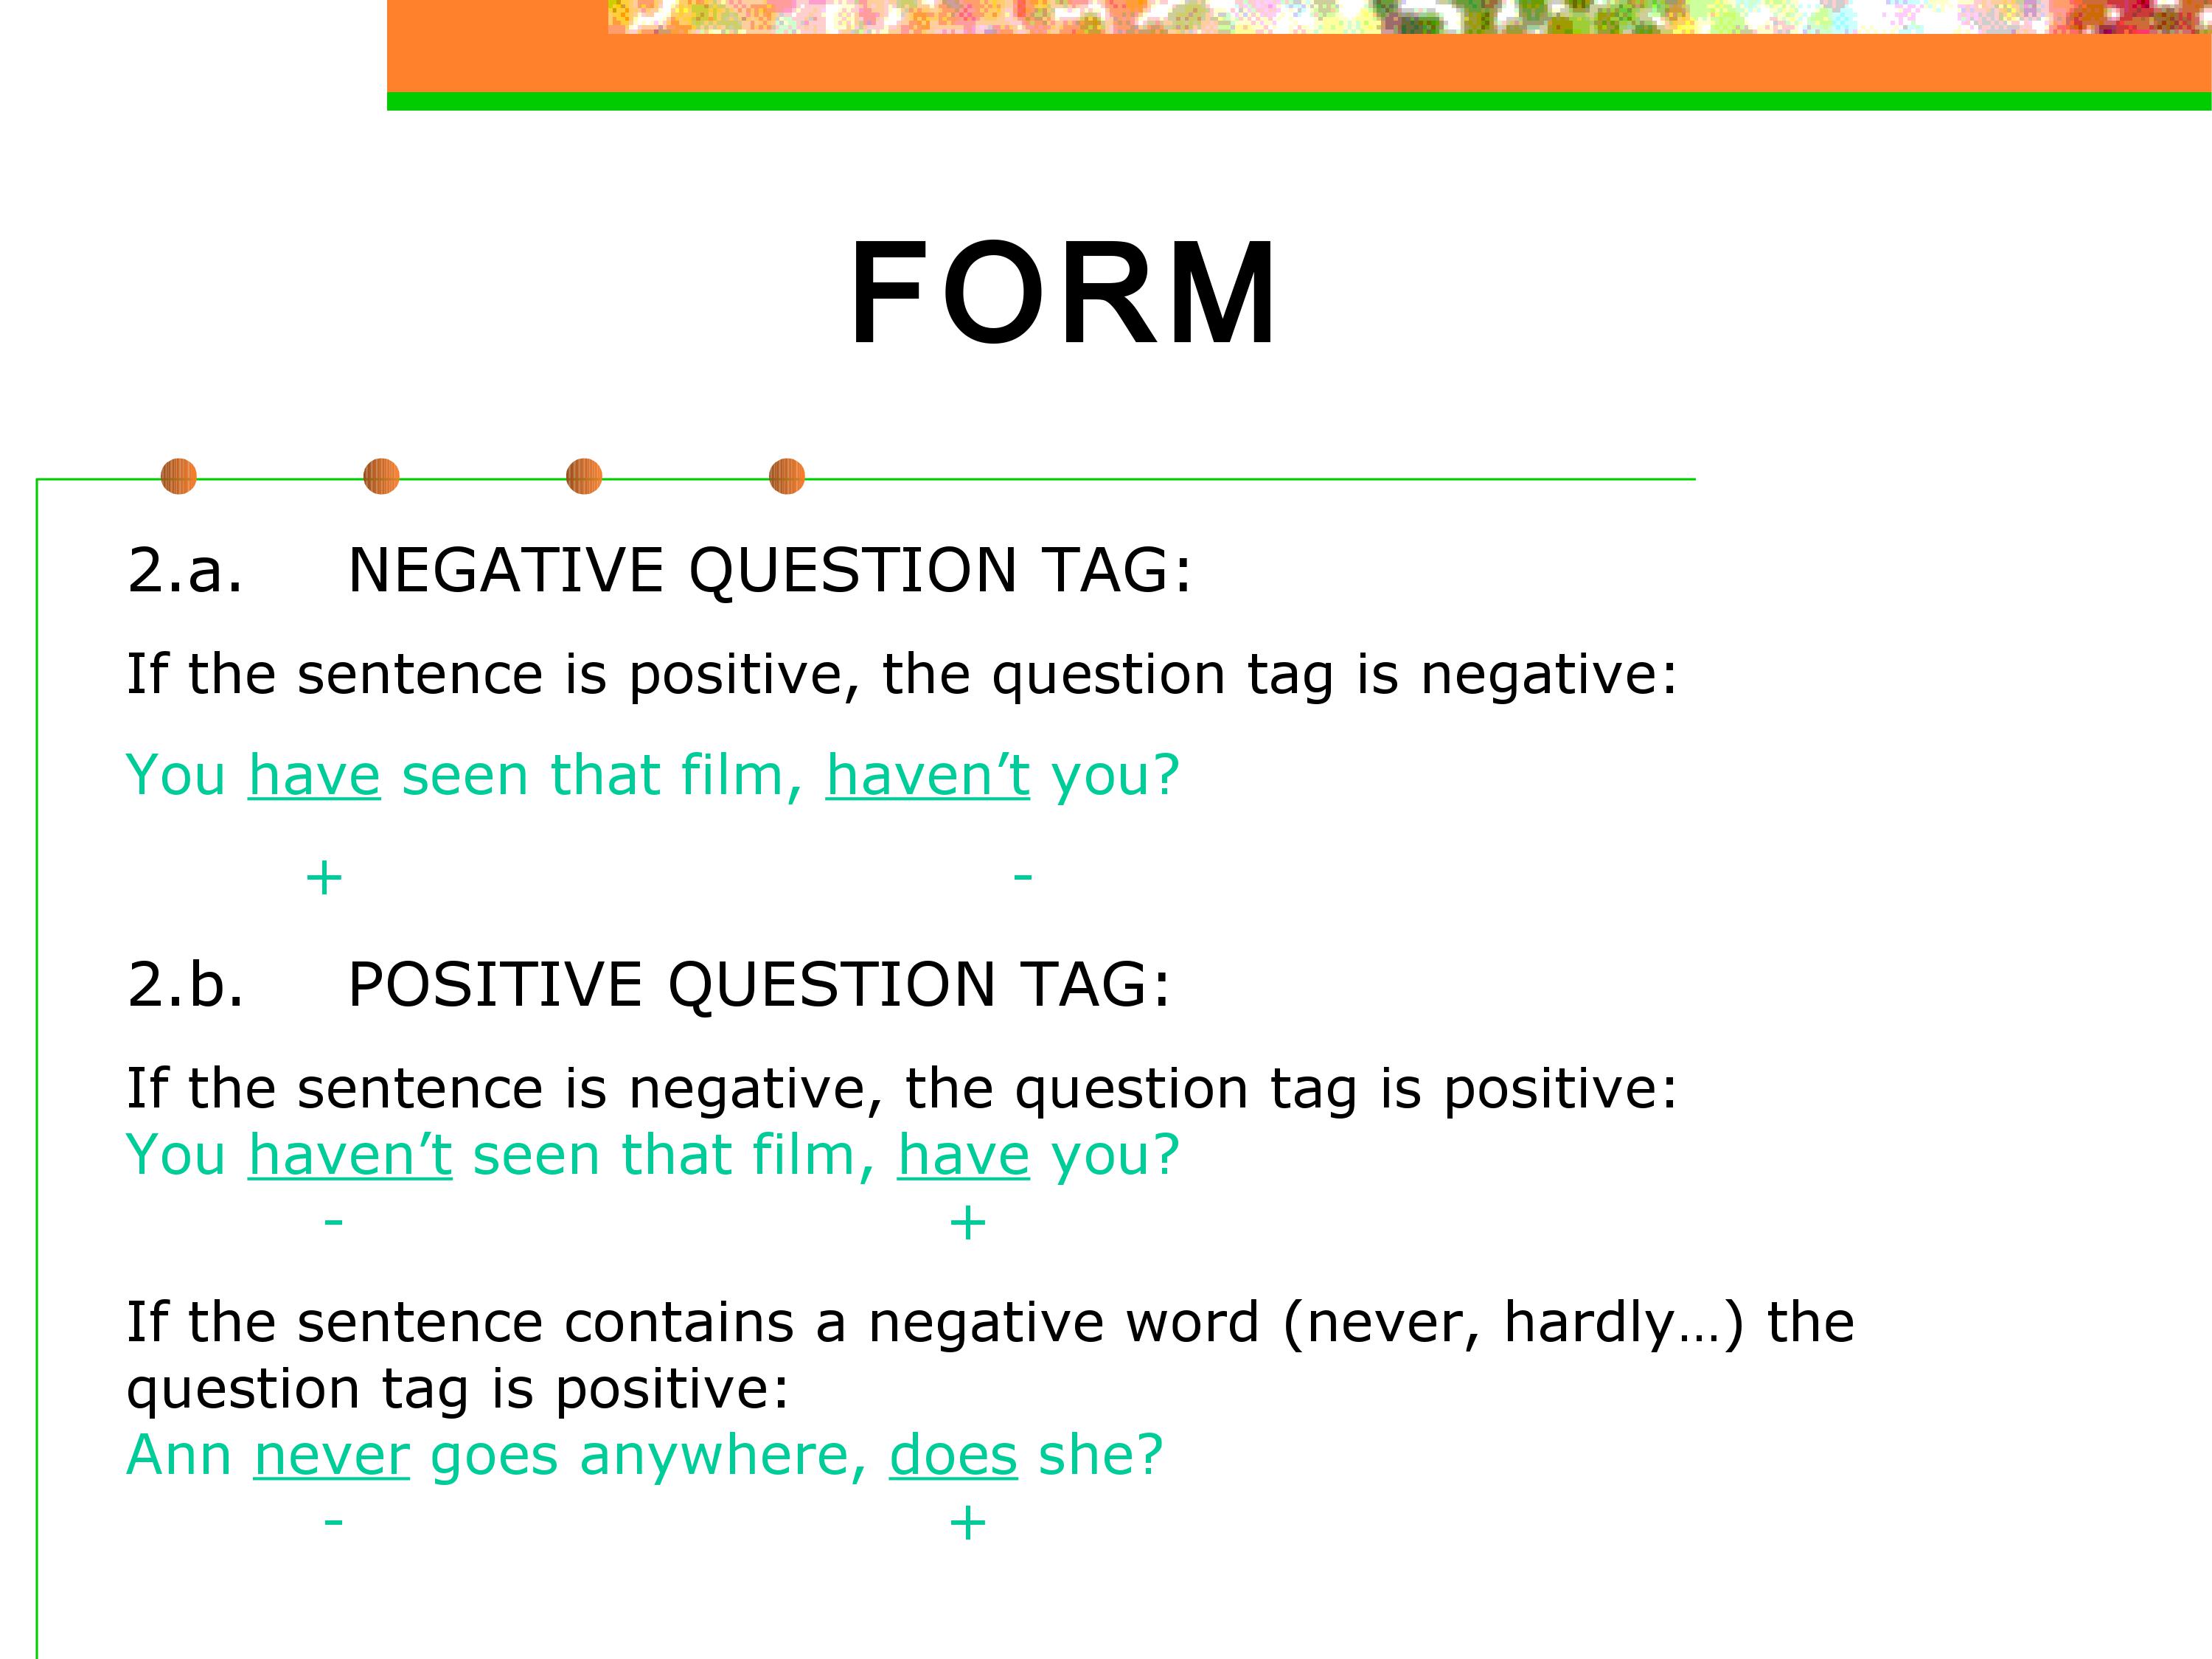 FORM
2.a. NEGATIVE QUESTION TAG:
If the sentence is positive, the question tag is negative:
You have seen that film, haven’t you?
+ -
2.b. POSITIVE QUESTION TAG:
If the sentence is negative, the question tag is positive:
You haven’t seen that film, have you?
- +
If the sentence contains a negative word (never, hardly…) the
question tag is positive:
Ann never goes anywhere, does she?
- +